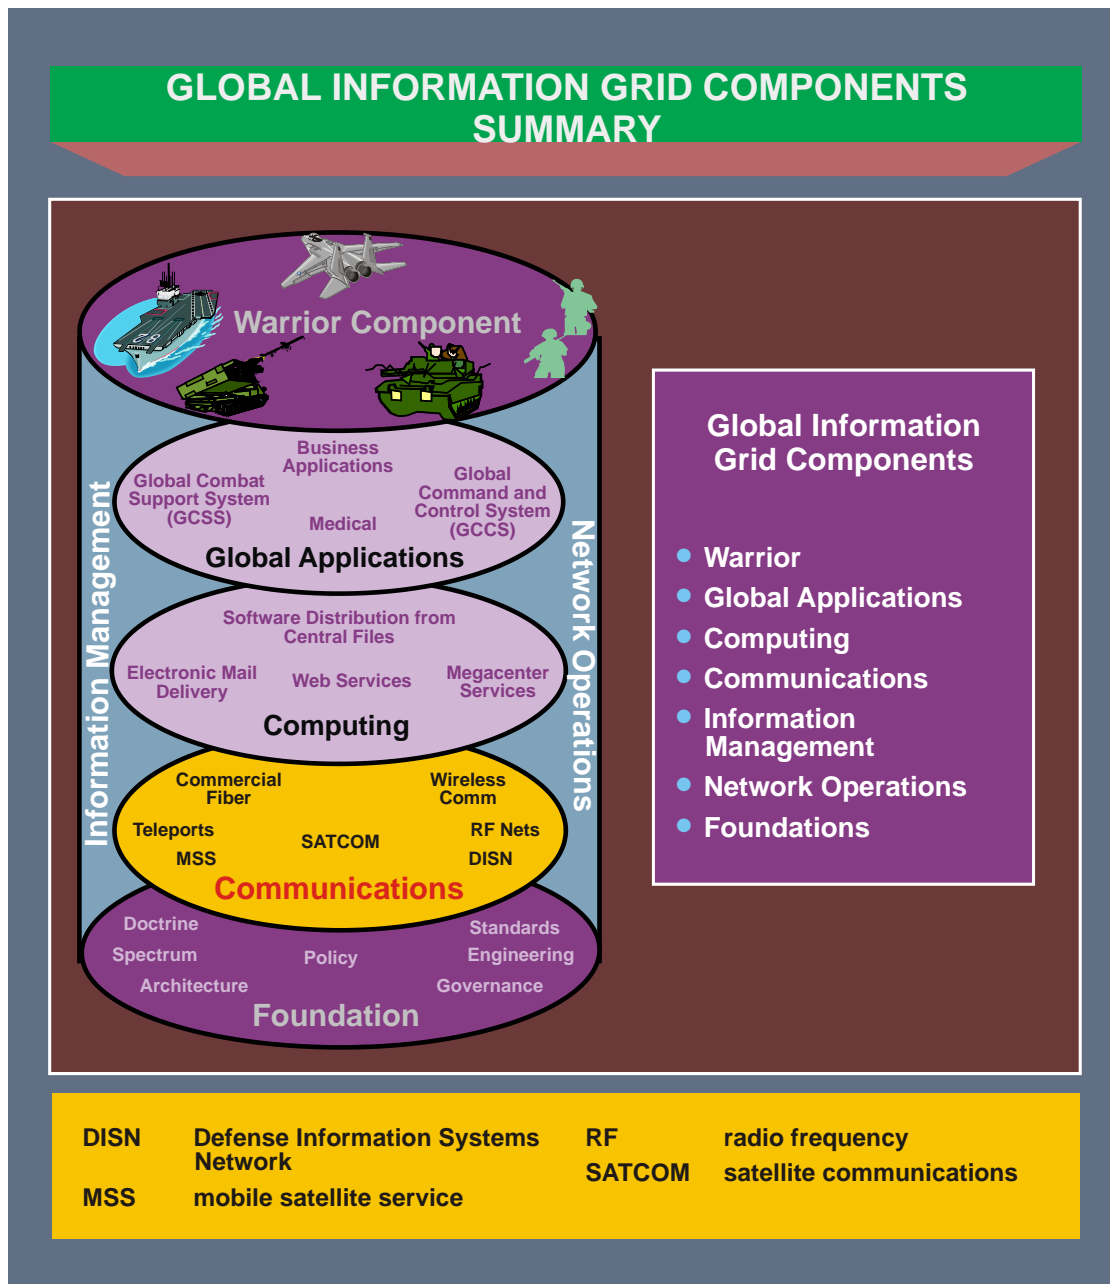 GLOBAL INFORMATION GRID COMPONENTS
SUMMARY
Warrior Component
Business
Applications
Global Combat
Support System
(GCSS)
Global
Command and
Control System
(GCCS)
Medical
Global Applications
Software Distribution from
Central Files
Electronic Mail
Delivery
Web Services
Megacenter
Services
Computing
Commercial
Fiber
Wireless
Comm
Teleports
SATCOM
RF Nets
MSS
DISN
Communications
Doctrine
Standards
Spectrum
Policy
Engineering
Architecture
Governance
Foundation
Information Management
Network Operations
Global Information
Grid Components
Warrior
Global Applications
Computing
Communications
Information
Management
Network Operations
Foundations
DISN Defense Information Systems
Network
MSS mobile satellite service
RF radio frequency
SATCOM satellite communications